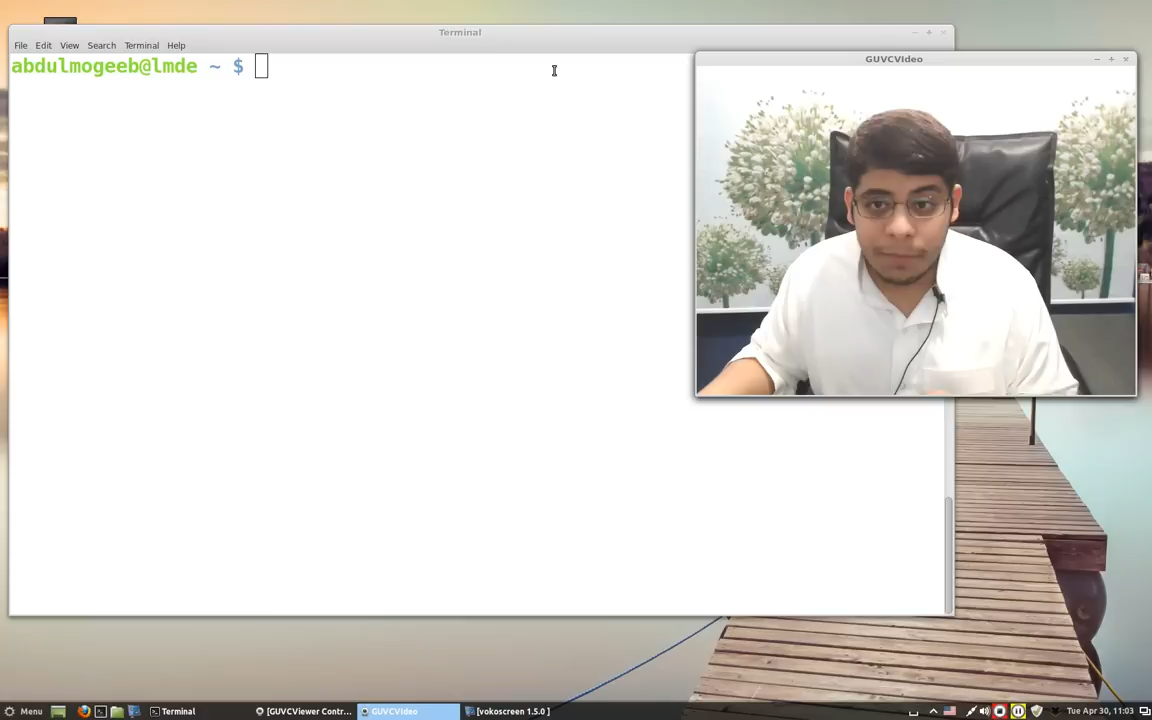 Terminal
File Edit View Search Terminal Help
abdulmogeeb@lmde ~ $
GUVCVideo
Menu
Terminal
[GUVCViewer Contr...
GUVCVideo
[vokoscreen 1.5.0 ]
Tue Apr 30, 11:03